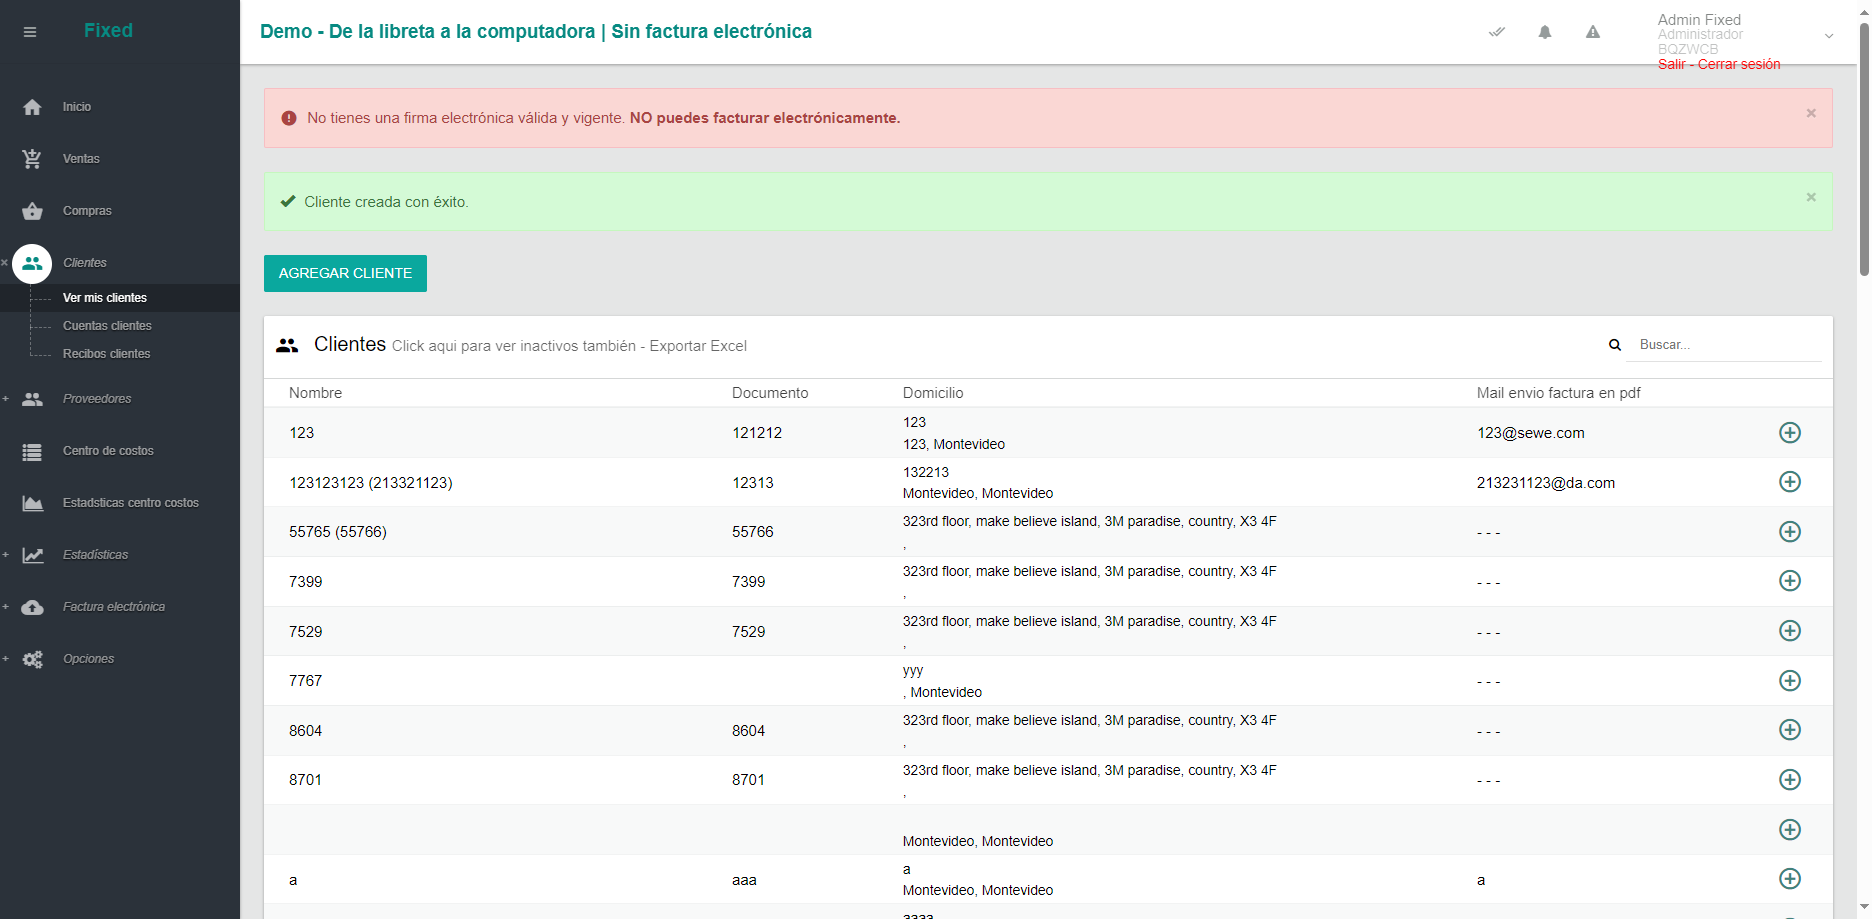 Fixed
Demo - De la libreta a la computadora | Sin factura electrónica
Admin Fixed
Administrador
BQZWCB
Salir - Cerrar sesión
Inicio
Ventas
Compras
Clientes
Ver mis clientes
Cuentas clientes
Recibos clientes
Proveedores
Centro de costos
Estadsticas centro costos
Estadísticas
Factura electrónica
Opciones
No tienes una firma electrónica válida y vigente. NO puedes facturar electrónicamente.
Cliente creada con éxito.
AGREGAR CLIENTE
Clientes Click aqui para ver inactivos también - Exportar Excel
Buscar...
Nombre Documento Domicilio Mail envio factura en pdf
123 121212 123
123, Montevideo
123@sewe.com
123123123 (213321123) 12313 132213
Montevideo, Montevideo
213231123@da.com
55765 (55766) 55766 323rd floor, make believe island, 3M paradise, country, X3 4F
,
- - -
7399 7399 323rd floor, make believe island, 3M paradise, country, X3 4F
,
- - -
7529 7529 323rd floor, make believe island, 3M paradise, country, X3 4F
,
- - -
7767 yyy
, Montevideo
- - -
8604 8604 323rd floor, make believe island, 3M paradise, country, X3 4F
,
- - -
8701 8701 323rd floor, make believe island, 3M paradise, country, X3 4F
,
- - -
Montevideo, Montevideo
a aaa a
Montevideo, Montevideo
a
aaaa